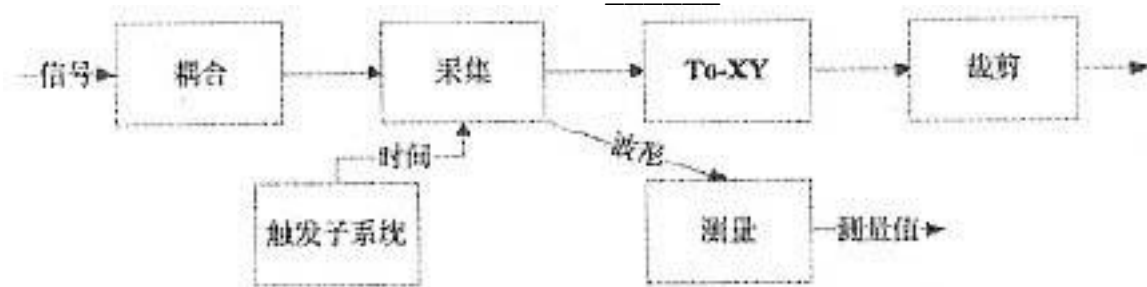 信号
耦合
采集
To-XY
裁剪
时间
波形
触发子系统
测量
测量值